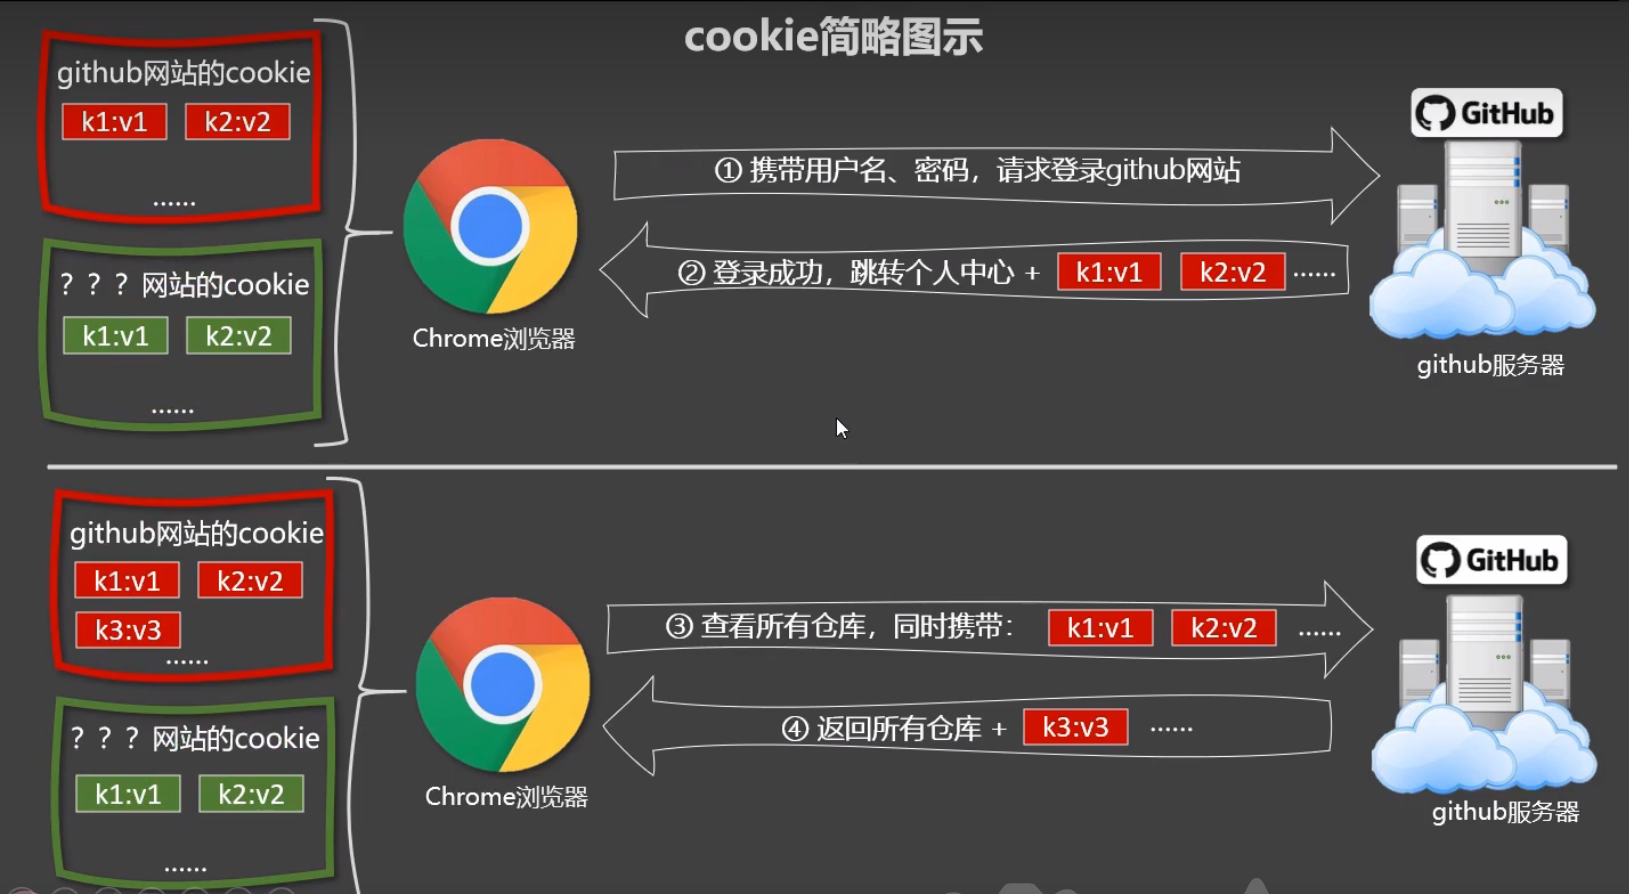 cookie简略图示
github网站的cookie
k1:v1 k2:v2
......
？？？网站的cookie
k1:v1 k2:v2
......
Chrome浏览器
① 携带用户名、密码，请求登录github网站
② 登录成功，跳转个人中心 + k1:v1 k2:v2 ......
GitHub
github服务器
github网站的cookie
k1:v1 k2:v2
k3:v3
......
？？？网站的cookie
k1:v1 k2:v2
......
Chrome浏览器
③ 查看所有仓库，同时携带： k1:v1 k2:v2 ......
④ 返回所有仓库 + k3:v3 ......
GitHub
github服务器